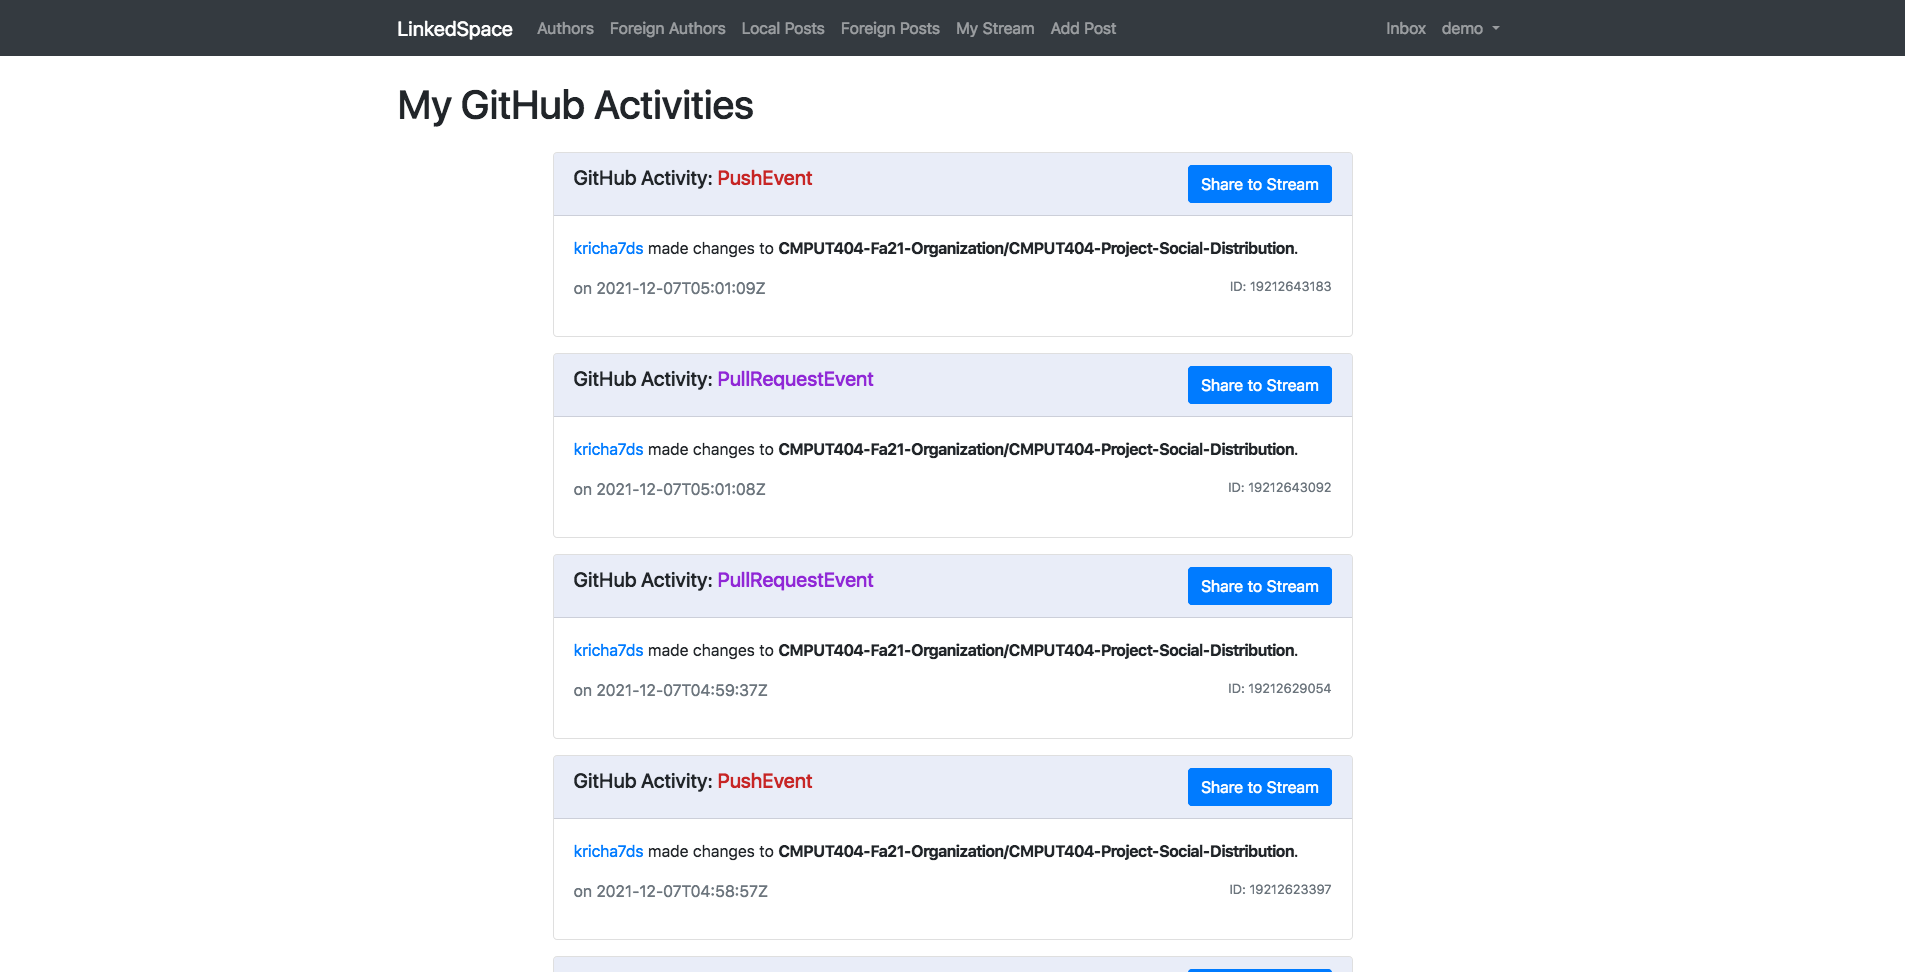 LinkedSpace Authors Foreign Authors Local Posts Foreign Posts My Stream Add Post Inbox demo
My GitHub Activities
GitHub Activity: PushEvent Share to Stream
kricha7ds made changes to CMPUT404-Fa21-Organization/CMPUT404-Project-Social-Distribution.
on 2021-12-07T05:01:09Z ID: 19212643183
GitHub Activity: PullRequestEvent Share to Stream
kricha7ds made changes to CMPUT404-Fa21-Organization/CMPUT404-Project-Social-Distribution.
on 2021-12-07T05:01:08Z ID: 19212643092
GitHub Activity: PullRequestEvent Share to Stream
kricha7ds made changes to CMPUT404-Fa21-Organization/CMPUT404-Project-Social-Distribution.
on 2021-12-07T04:59:37Z ID: 19212629054
GitHub Activity: PushEvent Share to Stream
kricha7ds made changes to CMPUT404-Fa21-Organization/CMPUT404-Project-Social-Distribution.
on 2021-12-07T04:58:57Z ID: 19212623397